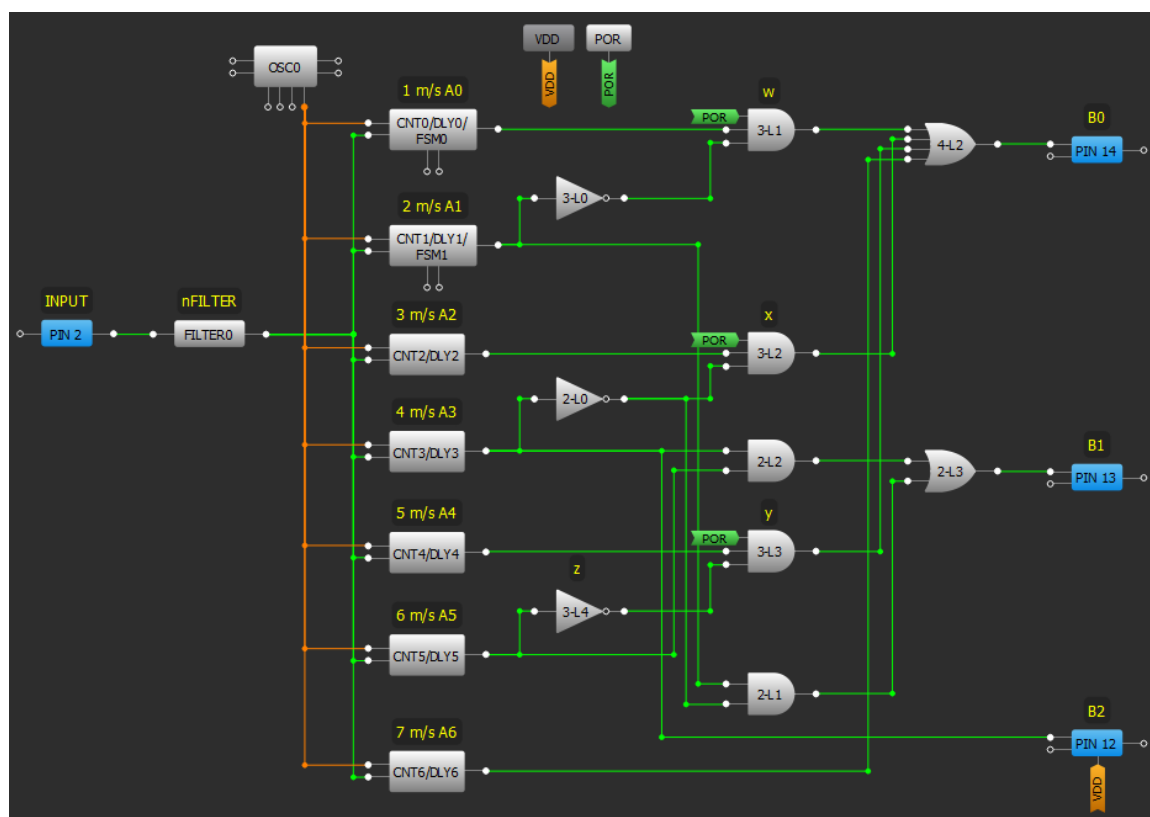 OSC0
VDD
POR
VDD
POR
1 m/s A0
CNT0/DLY0/
FSM0
w
POR
3-L1
B0
4-L2
PIN 14
3-L0
2 m/s A1
CNT1/DLY1/
FSM1
INPUT
PIN 2
nFILTER
FILTER0
3 m/s A2
CNT2/DLY2
x
POR
3-L2
2-L0
4 m/s A3
CNT3/DLY3
2-L2
B1
2-L3
PIN 13
5 m/s A4
CNT4/DLY4
y
POR
3-L3
z
3-L4
6 m/s A5
CNT5/DLY5
2-L1
7 m/s A6
CNT6/DLY6
B2
PIN 12
VDD